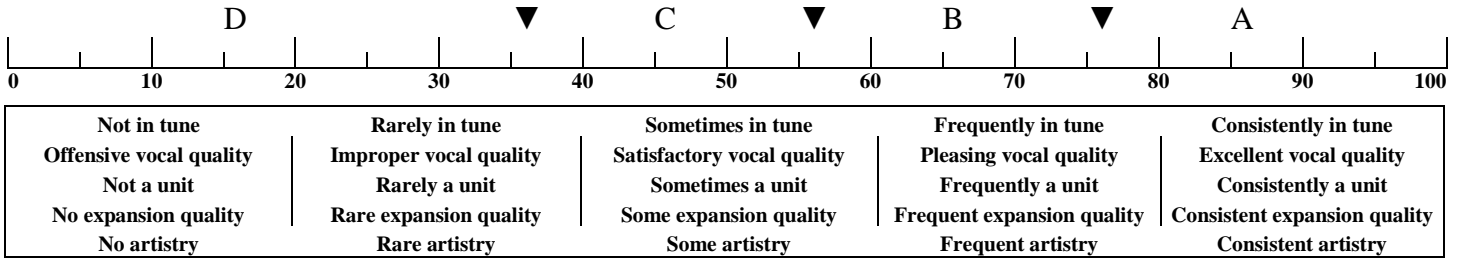 D ▼ C ▼ B ▼ A
0 10 20 30 40 50 60 70 80 90 100
Not in tune Rarely in tune Sometimes in tune Frequently in tune Consistently in tune
Offensive vocal quality Improper vocal quality Satisfactory vocal quality Pleasing vocal quality Excellent vocal quality
Not a unit Rarely a unit Sometimes a unit Frequently a unit Consistently a unit
No expansion quality Rare expansion quality Some expansion quality Frequent expansion quality Consistent expansion quality
No artistry Rare artistry Some artistry Frequent artistry Consistent artistry